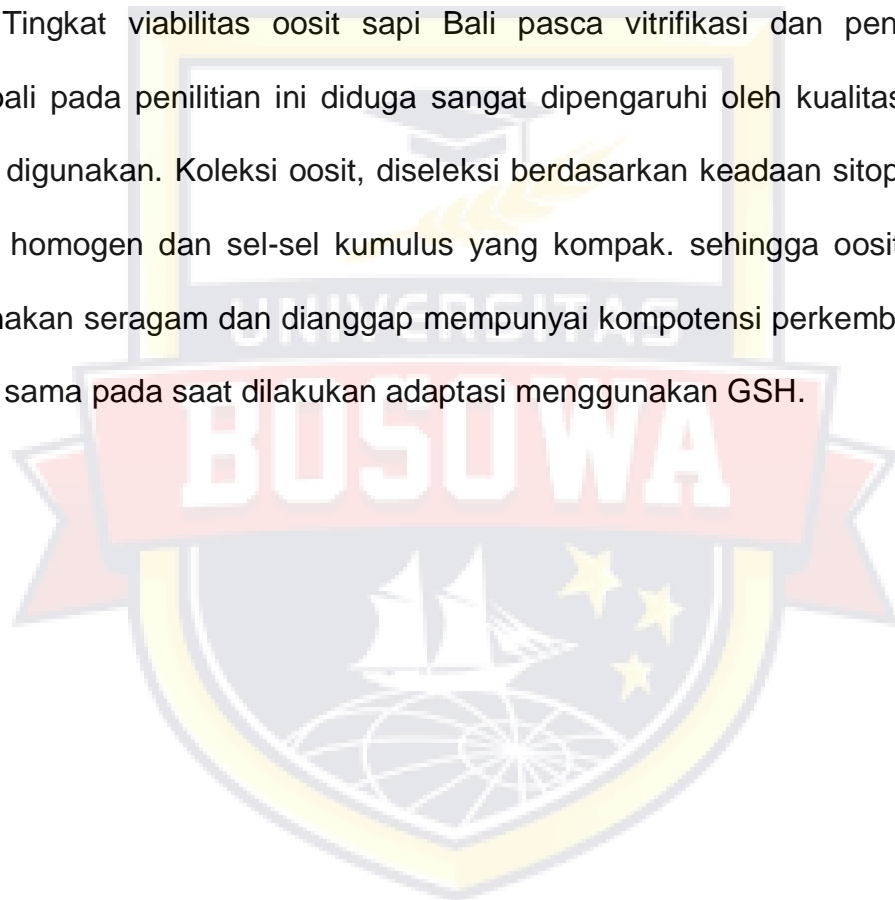 Tingkat viabilitas oosit sapi Bali pasca vitrifikasi dan pen
bali pada penilitian ini diduga sangat dipengaruhi oleh kualitas
digunakan. Koleksi oosit, diseleksi berdasarkan keadaan sitop
homogen dan sel-sel kumulus yang kompak. sehingga oosit
nakan seragam dan dianggap mempunyai kompotensi perkemb
sama pada saat dilakukan adaptasi menggunakan GSH.
UNIVERSITAS
BOSOWA